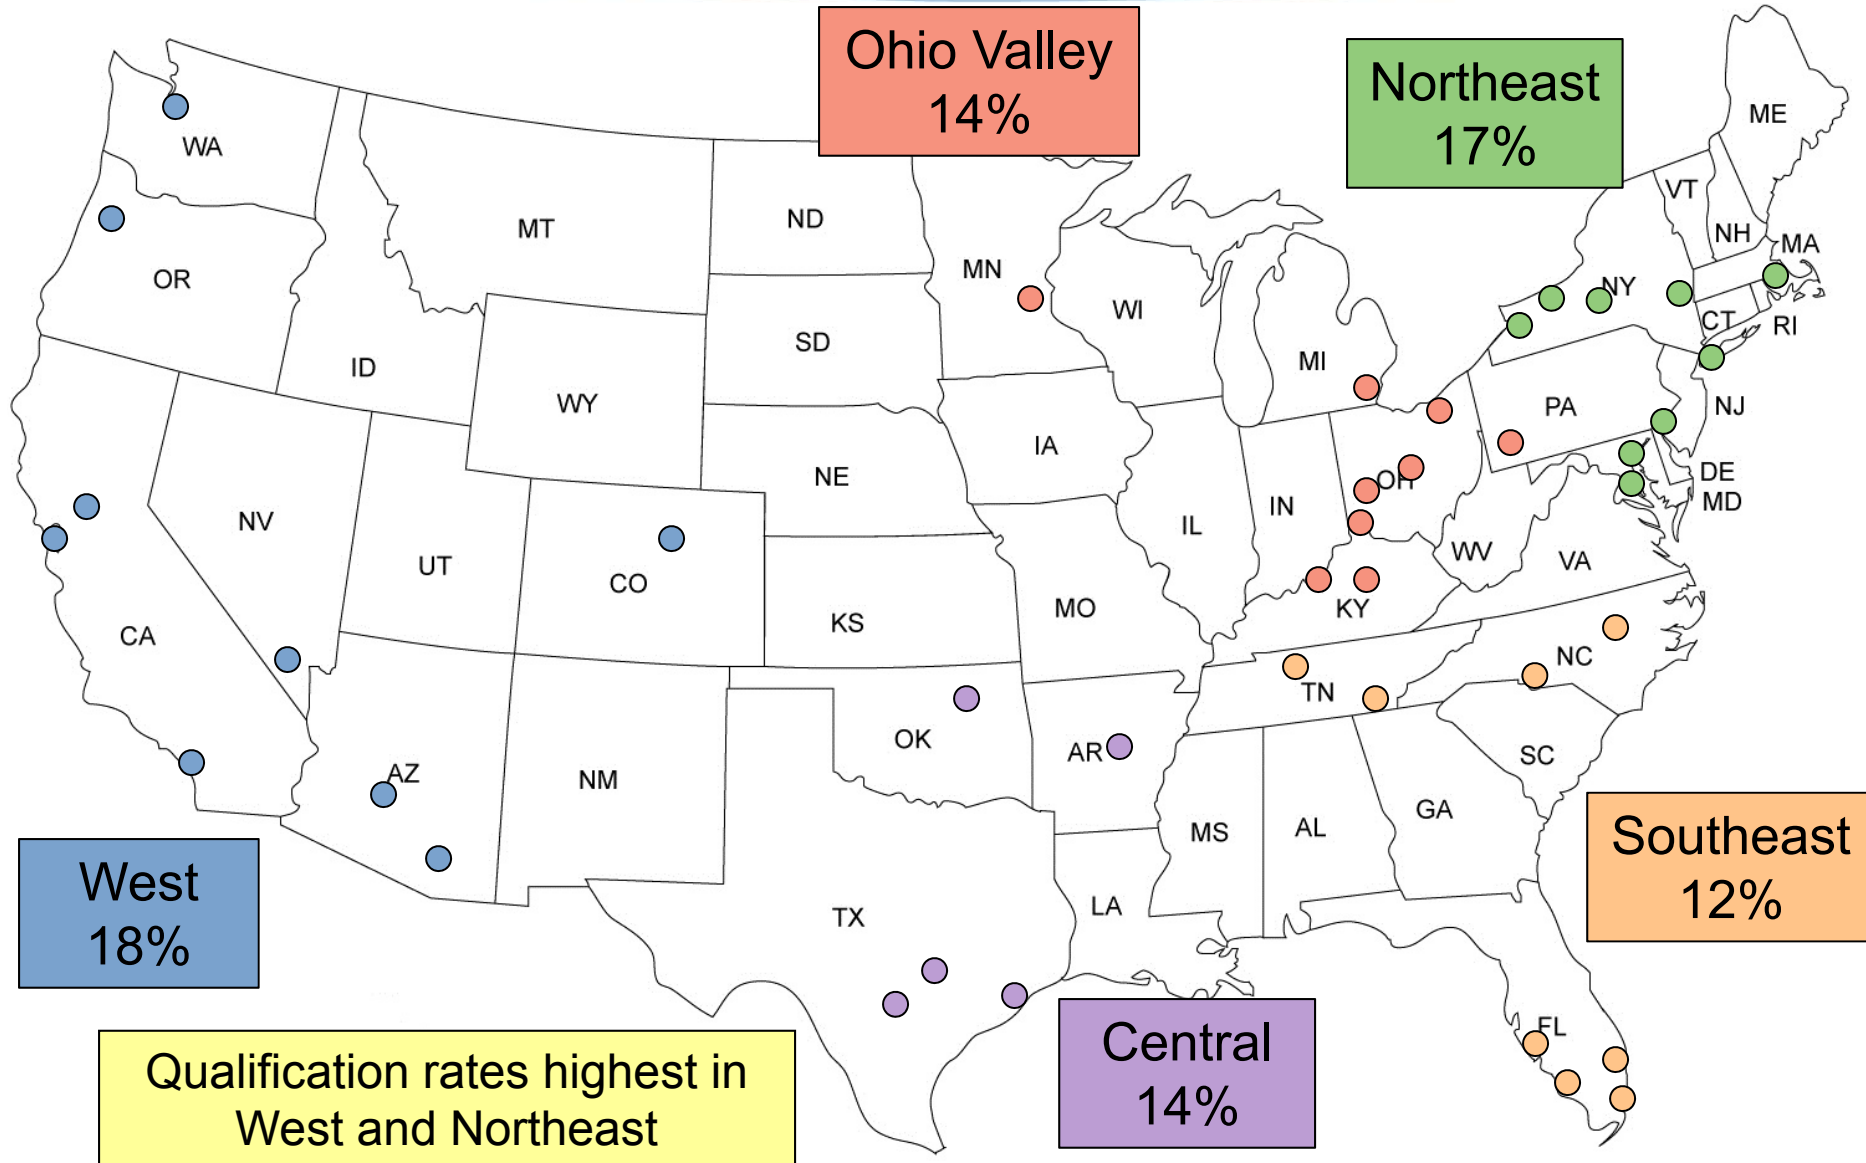 Ohio Valley
14%
Northeast
17%
ME
WA
VT
NH
MA
MT
ND
MN
OR
NY
WI
CT
RI
SD
MI
ID
WY
PA
NJ
IA
NE
OH
DE
MD
NV
IN
IL
WV
VA
UT
CO
KY
MO
KS
CA
NC
TN
OK
AR
SC
AZ
NM
GA
MS
AL
Southeast
12%
West
18%
LA
TX
FL
Central
14%
Qualification rates highest in
West and Northeast